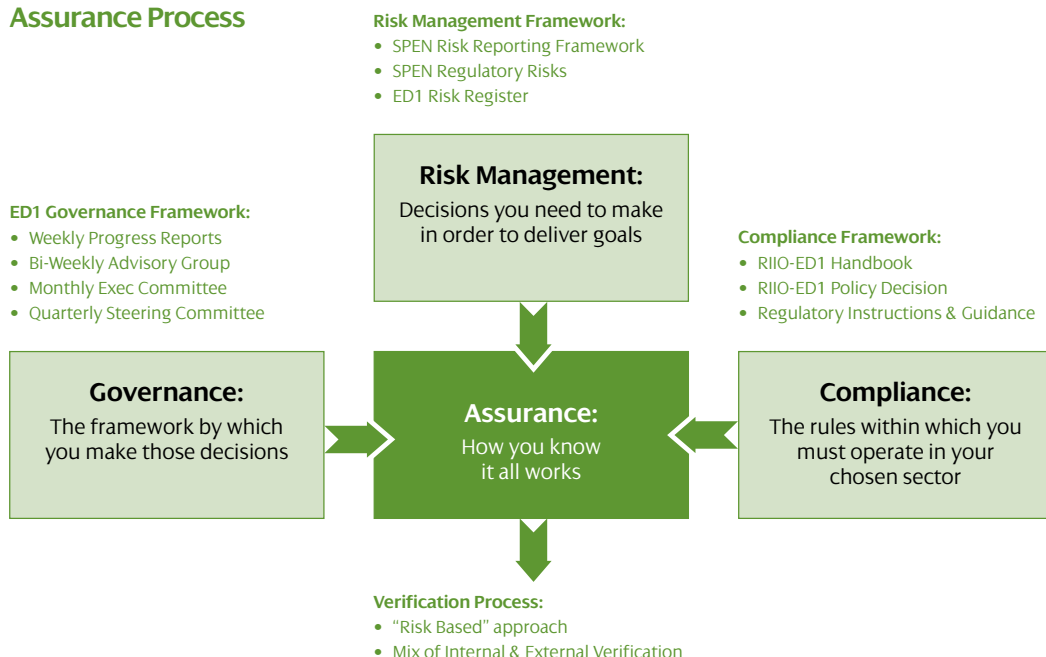 Assurance Process
Risk Management Framework:
• SPEN Risk Reporting Framework
• SPEN Regulatory Risks
• ED1 Risk Register
Risk Management:
Decisions you need to make
in order to deliver goals
ED1 Governance Framework:
• Weekly Progress Reports
• Bi-Weekly Advisory Group
• Monthly Exec Committee
• Quarterly Steering Committee
Compliance Framework:
• RIIO-ED1 Handbook
• RIIO-ED1 Policy Decision
• Regulatory Instructions & Guidance
Governance:
The framework by which
you make those decisions
Assurance:
How you know
it all works
Compliance:
The rules within which you
must operate in your
chosen sector
Verification Process:
• “Risk Based” approach
• Mix of Internal & External Verification